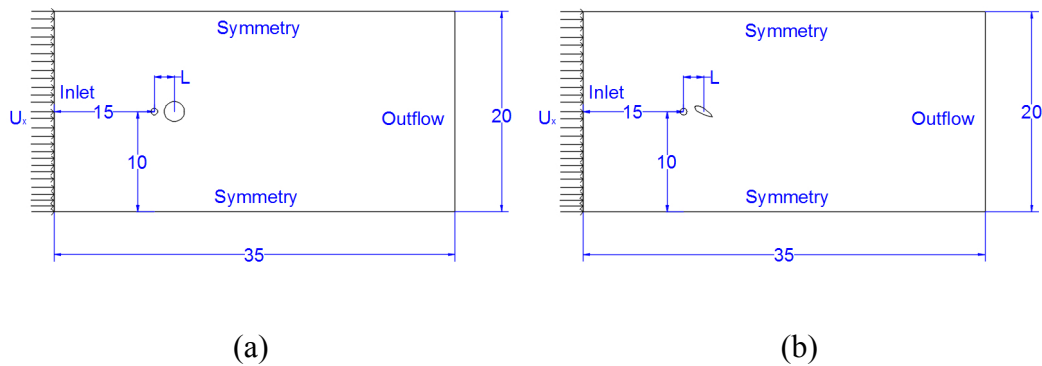 Symmetry
L
Inlet
15
Uₓ
10
Outflow
20
Symmetry
35
(a)
Symmetry
L
Inlet
15
Uₓ
10
Outflow
20
Symmetry
35
(b)